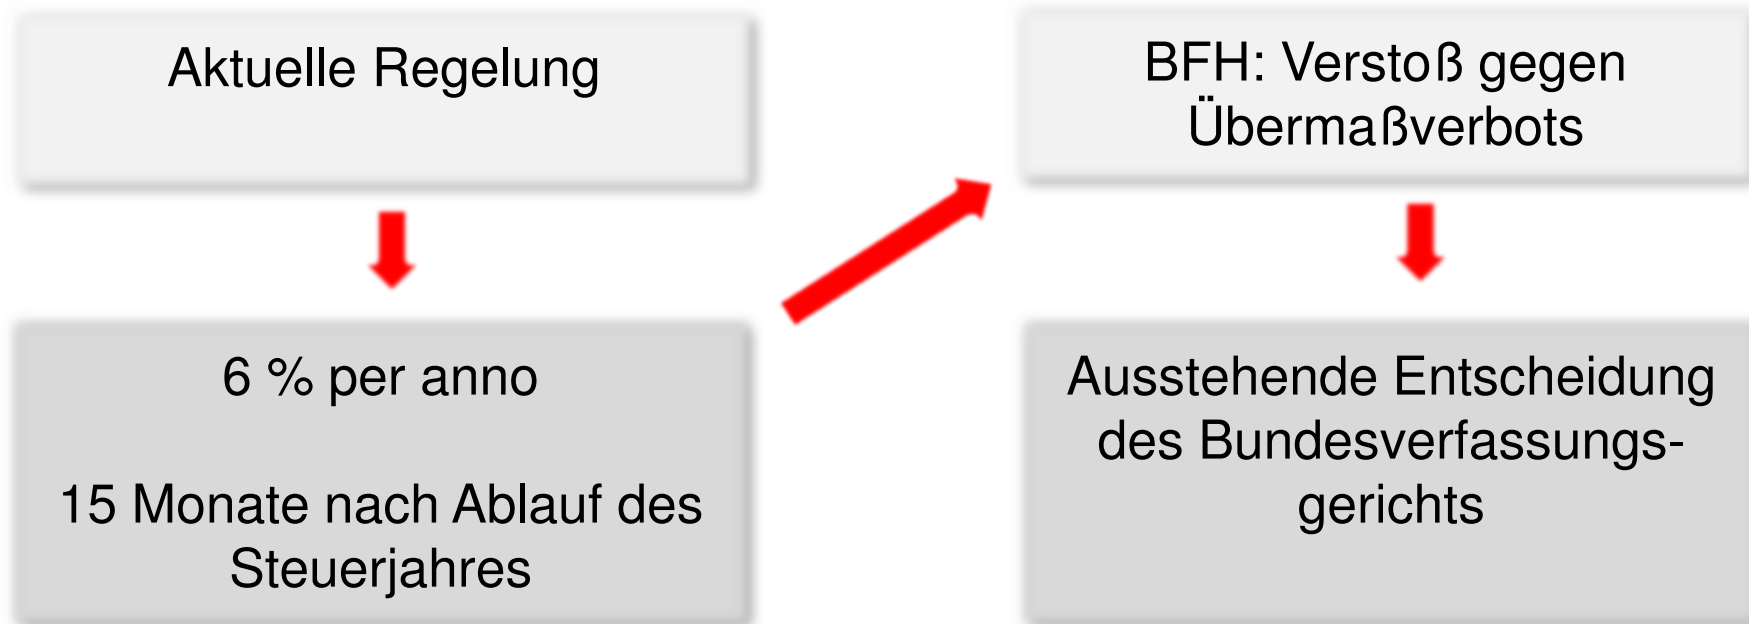 Aktuelle Regelung
6 % per anno
15 Monate nach Ablauf des
Steuerjahres
BFH: Verstoß gegen
Übermaßverbots
Ausstehende Entscheidung
des Bundesverfassungs-
gerichts